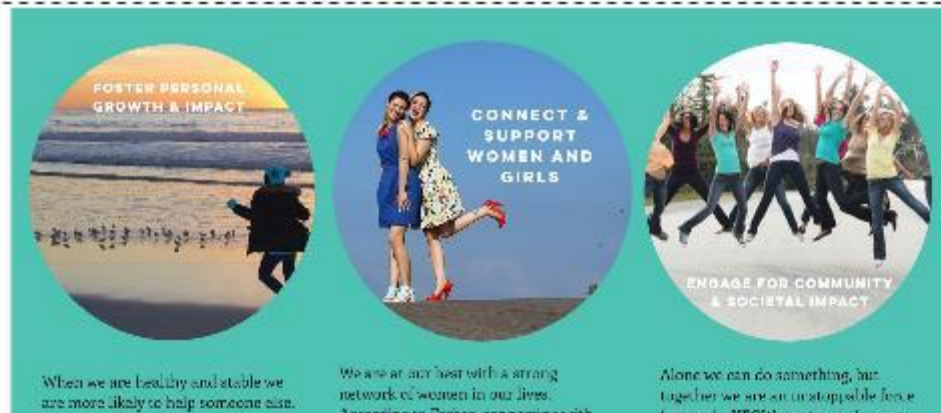 FOSTER PERSONAL
GROWTH & IMPACT
CONNECT &
SUPPORT
WOMEN AND
GIRLS
ENGAGE FOR COMMUNITY
& SOCIETAL IMPACT
When we are healthy and stable we
are more likely to help someone else.
We are at our best with a strong
network of women in our lives.
Alone we can do something, but
together we are an unstoppable force